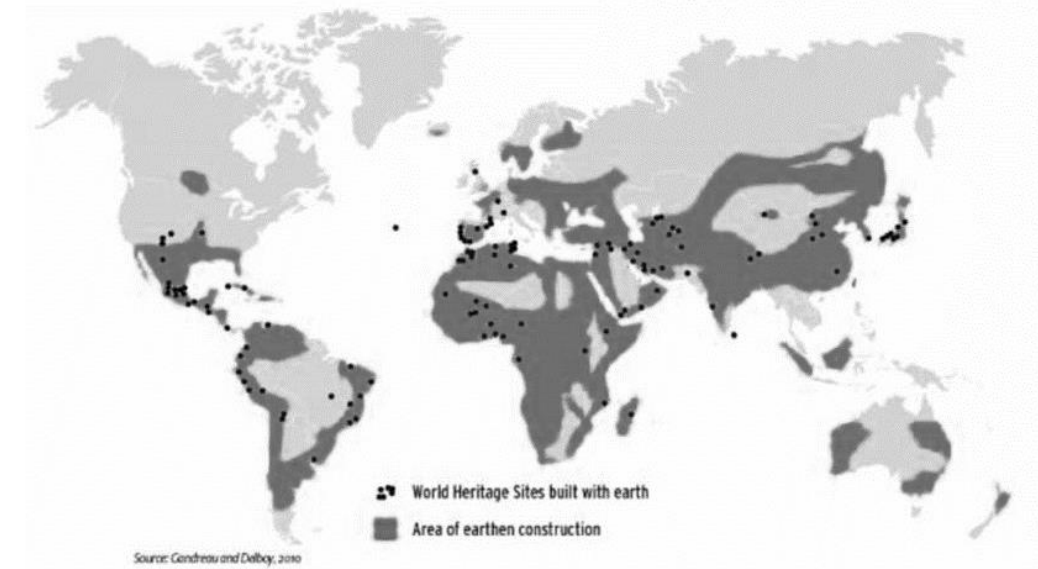 World Heritage Sites built with earth
Area of earthen construction
Source: Gandreau and Delboy, 2010